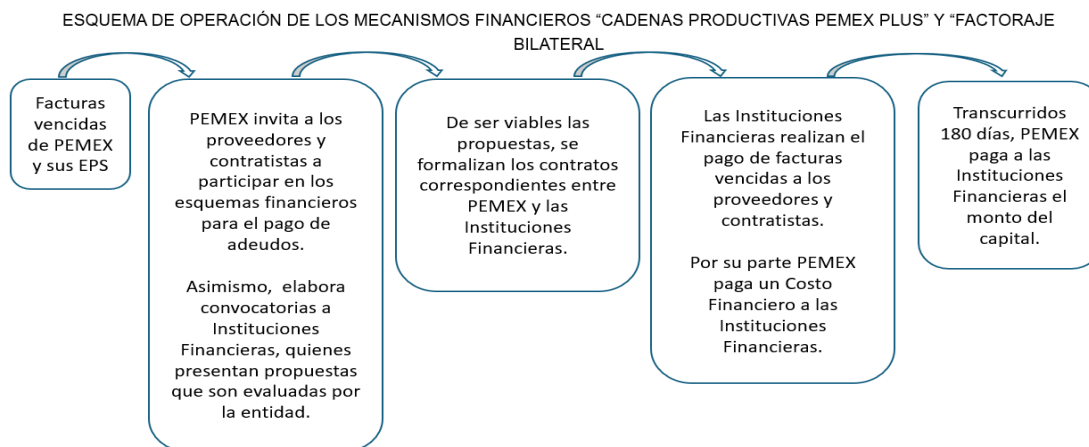 ESQUEMA DE OPERACIÓN DE LOS MECANISMOS FINANCIEROS “CADENAS PRODUCTIVAS PEMEX PLUS” Y “FACTORAJE
BILATERAL
Facturas
vencidas
de PEMEX
y sus EPS
PEMEX invita a los
proveedores y
contratistas a
participar en los
esquemas financieros
para el pago de
adeudos.
Asimismo, elabora
convocatorias a
Instituciones
Financieras, quienes
presentan propuestas
que son evaluadas por
la entidad.
De ser viables las
propuestas, se
formalizan los contratos
correspondientes entre
PEMEX y las
Instituciones
Financieras.
Las Instituciones
Financieras realizan el
pago de facturas
vencidas a los
proveedores y
contratistas.
Por su parte PEMEX
paga un Costo
Financiero a las
Instituciones
Financieras.
Transcurridos
180 días, PEMEX
paga a las
Instituciones
Financieras el
monto del
capital.